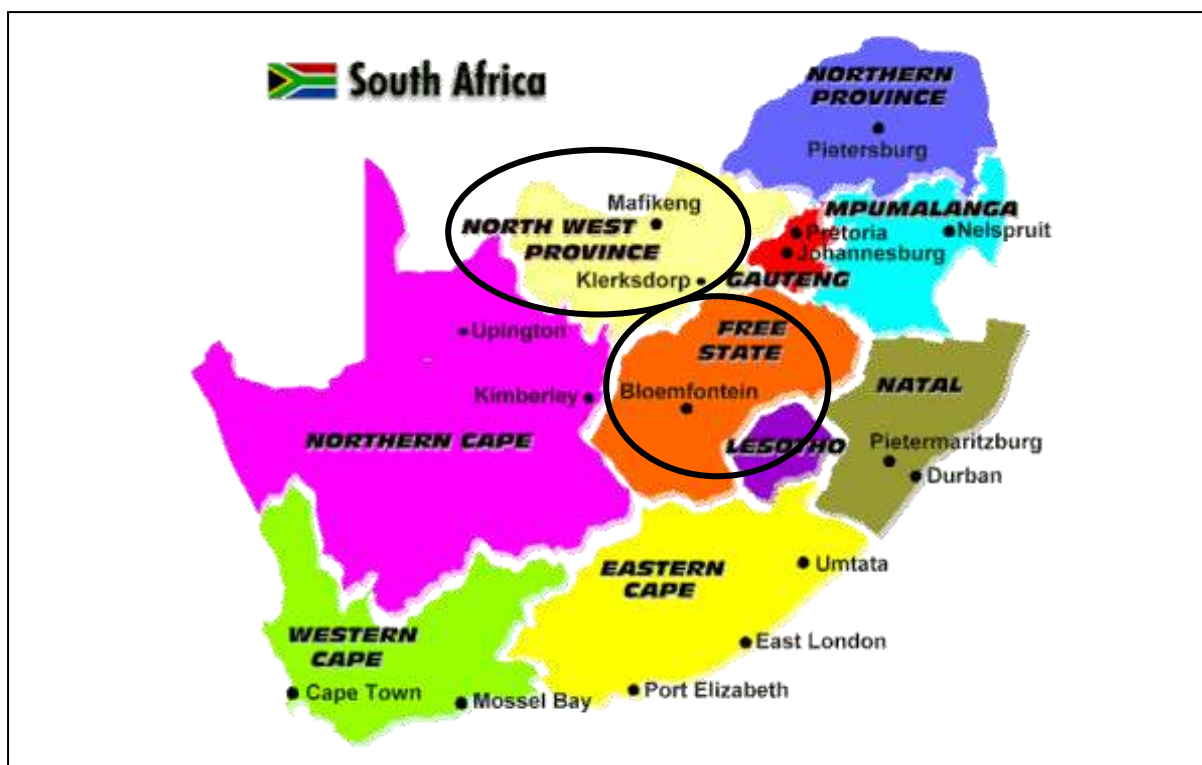 South Africa
NORTHERN
PROVINCE
Pietersburg
Mafikeng
NORTH WEST
PROVINCE
Klerksdorp
MPUMALANGA
Pretoria
Nelspruit
Johannesburg
GAUTENG
Upington
FREE
STATE
Kimberley
Bloemfontein
NATAL
NORTHERN CAPE
LESOTHO
Pietermaritzburg
Durban
EASTERN
CAPE
Umtata
WESTERN
CAPE
East London
Cape Town
Mossel Bay
Port Elizabeth